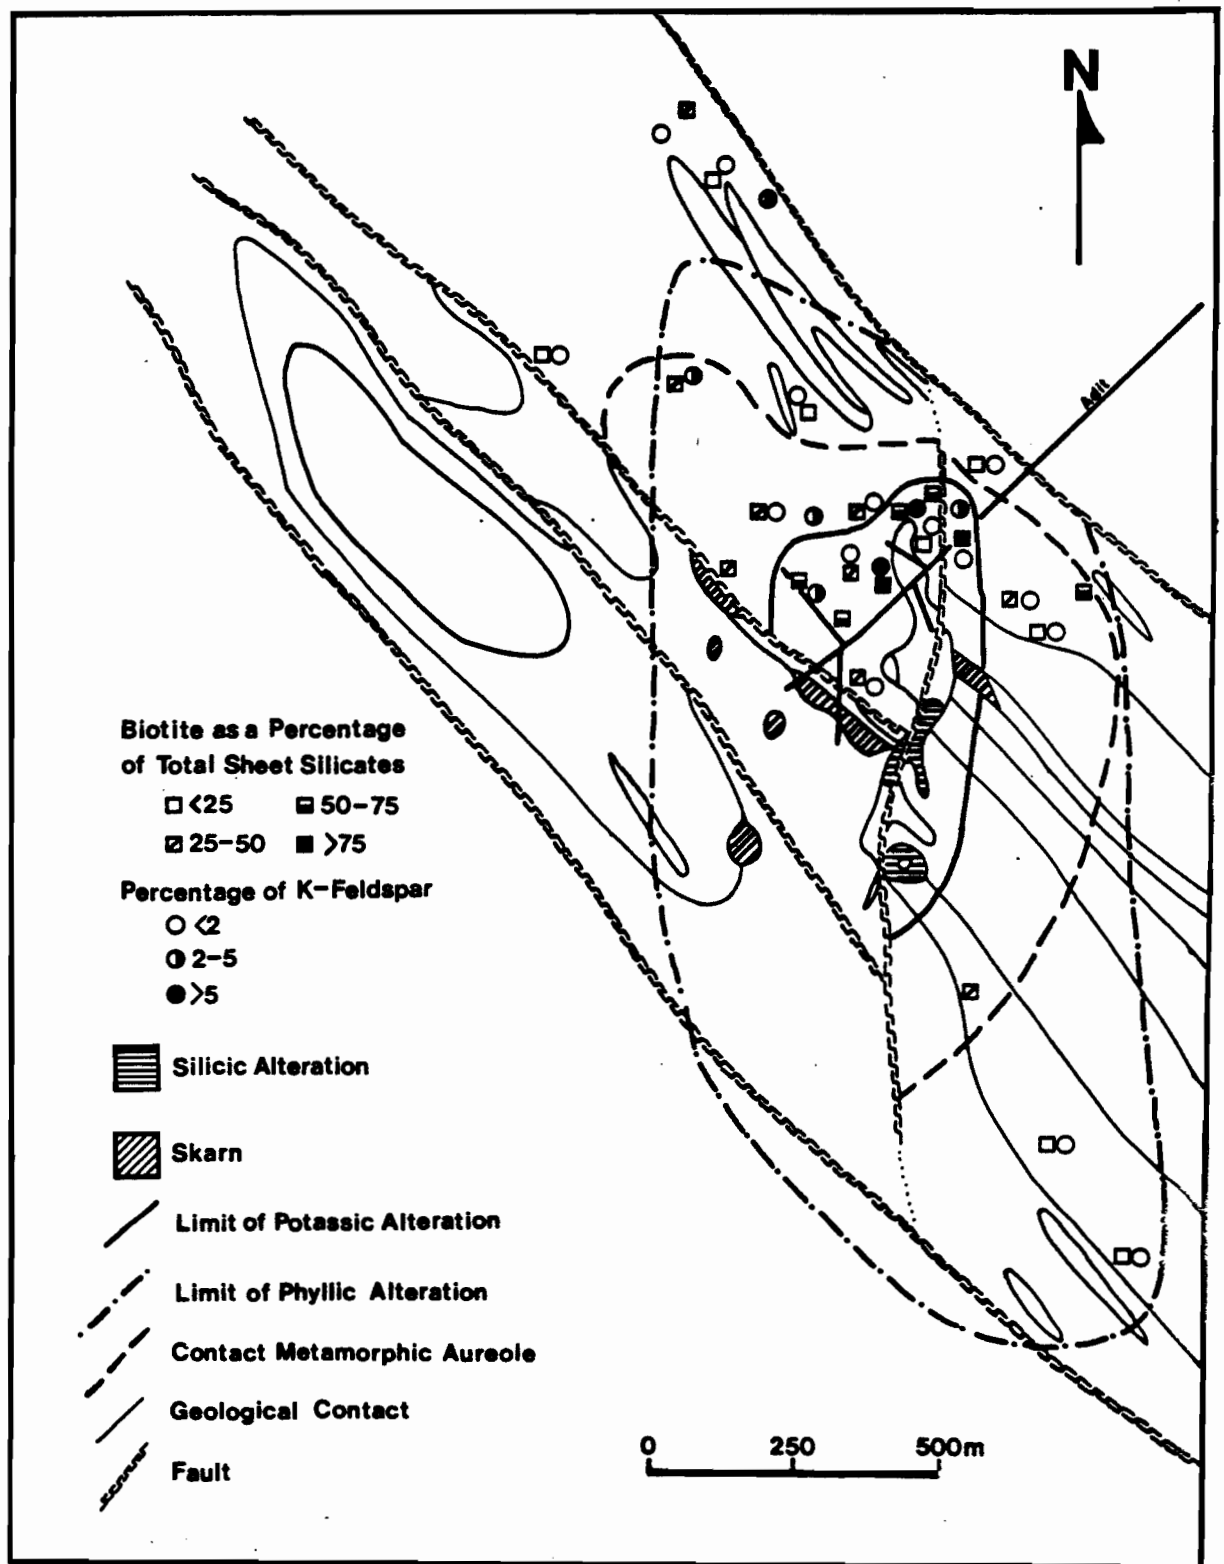 N
Adit
Biotite as a Percentage
of Total Sheet Silicates
<25 50-75
25-50 >75
Percentage of K-Feldspar
<2
2-5
>5
Silicic Alteration
Skarn
Limit of Potassic Alteration
Limit of Phyllic Alteration
Contact Metamorphic Aureole
Geological Contact
Fault
0 250 500m